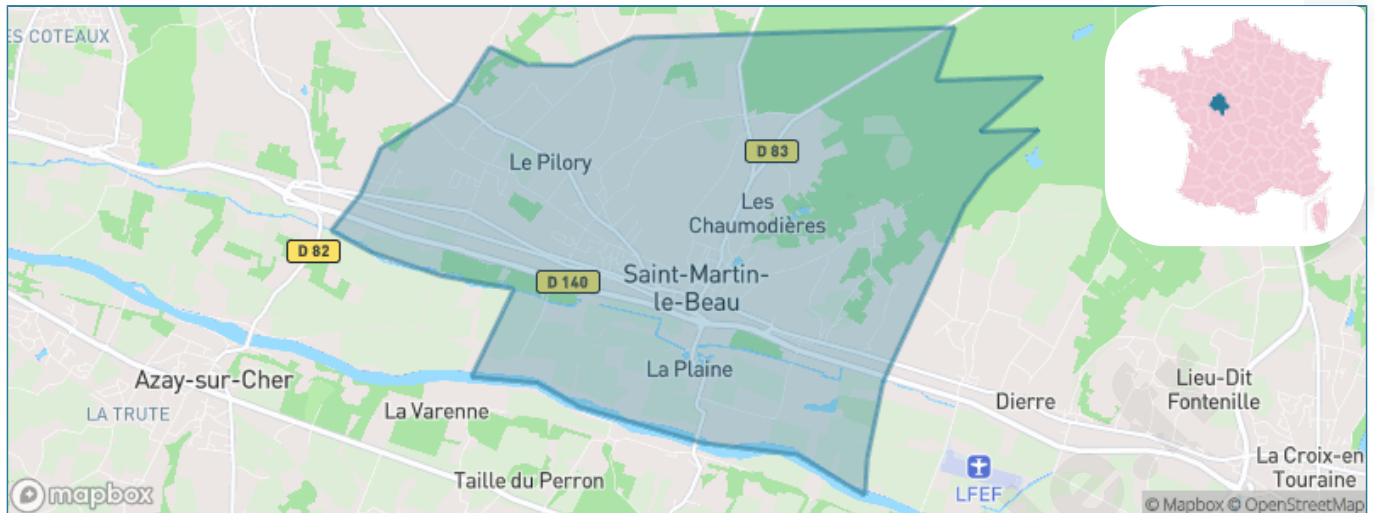 ES COTEAUX
Le Pilory
D 83
Les
Chaumodières
D 82
D 140
Saint-Martin-
le-Beau
La Plaine
Azay-sur-Cher
LA TRUTE
La Varenne
Taille du Perron
Dierre
Lieu-Dit
Fontenille
La Croix-en
Touraine
LFEF
mapbox
© Mapbox © OpenStreetMap